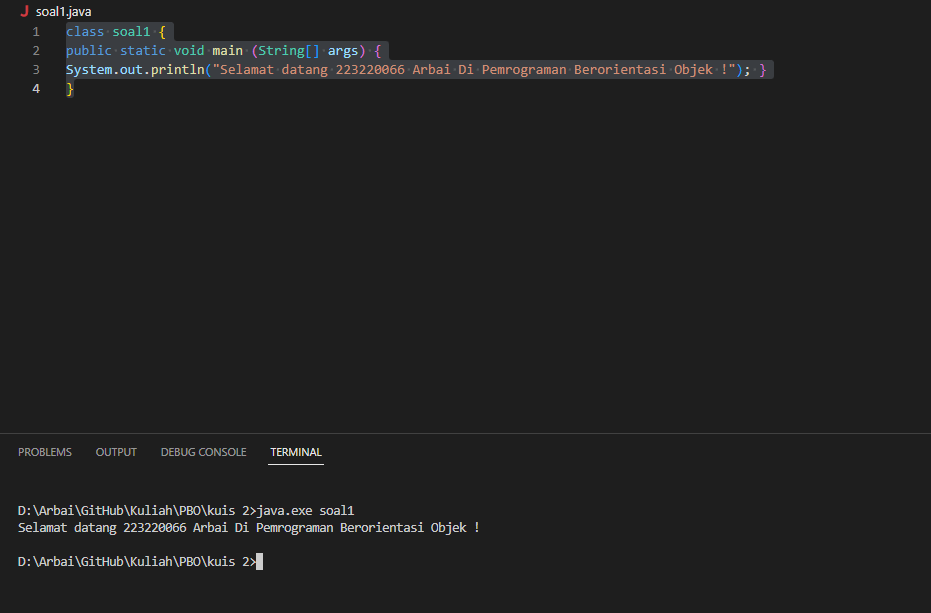 J soal1.java
1 class soal1 {
2 public static void main (String[] args) {
3 System.out.println("Selamat datang 223220066 Arbai Di Pemrograman Berorientasi Objek !"); }
4 }
PROBLEMS OUTPUT DEBUG CONSOLE TERMINAL
D:\Arbai\GitHub\Kuliah\PBO\kuis 2>java.exe soal1
Selamat datang 223220066 Arbai Di Pemrograman Berorientasi Objek !
D:\Arbai\GitHub\Kuliah\PBO\kuis 2>